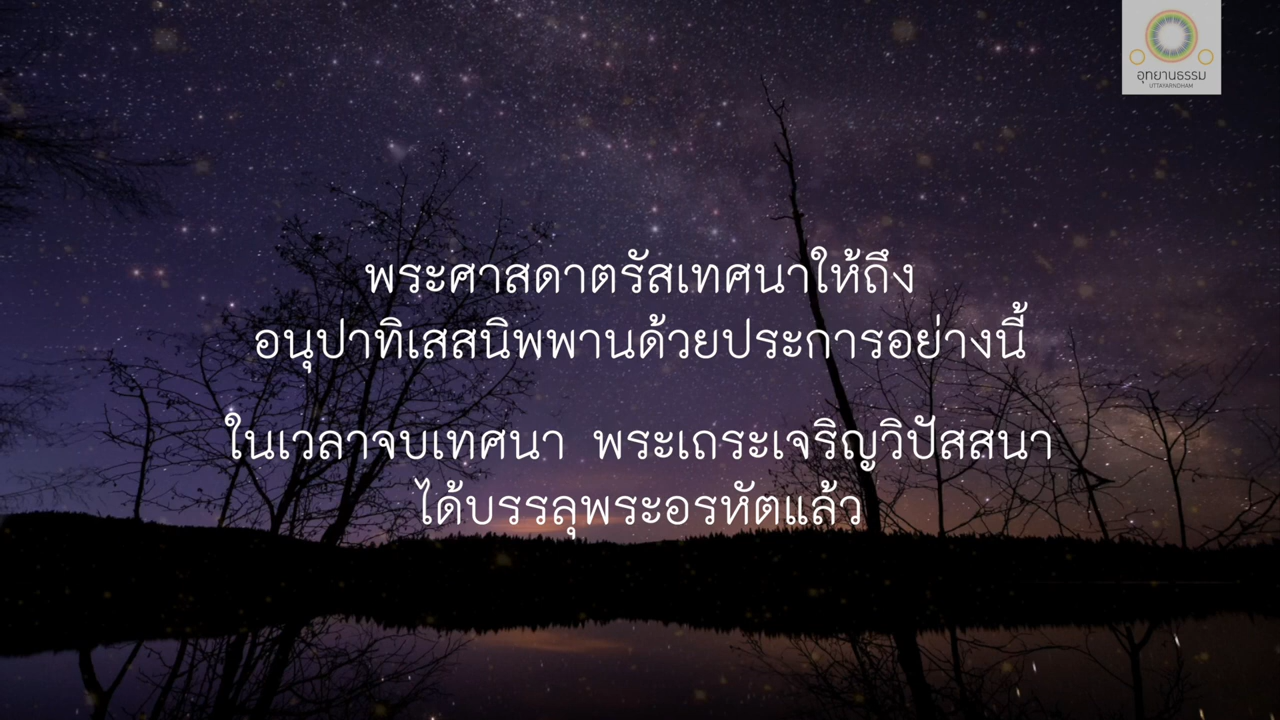 อุทยานธรรม
UTTAYARNDHAM
พระศาสดาตรัสเทศนาให้ถึง
อนุปาทิเสสนิพพานด้วยประการอย่างนี้
ในเวลาจบเทศนา พระเถระเจริญวิปัสสนา
ได้บรรลุพระอรหัตแล้ว